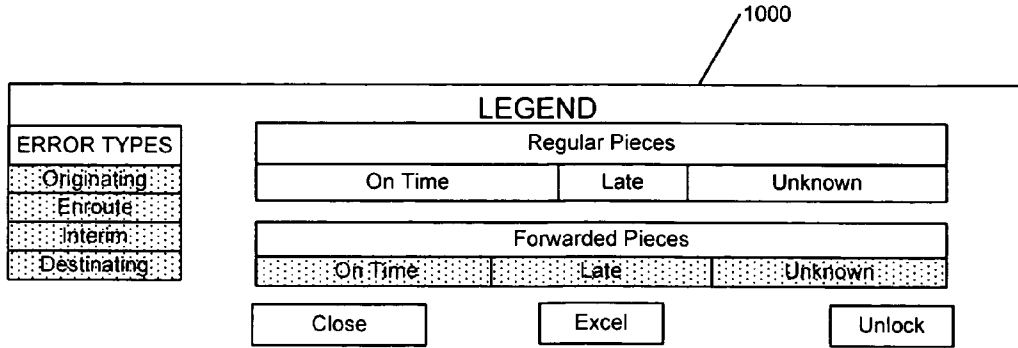 1000
LEGEND
ERROR TYPES
Originating
Enroute
Interim
Destinating
Regular Pieces
On Time Late Unknown
Forwarded Pieces
On Time Late Unknown
Close Excel Unlock